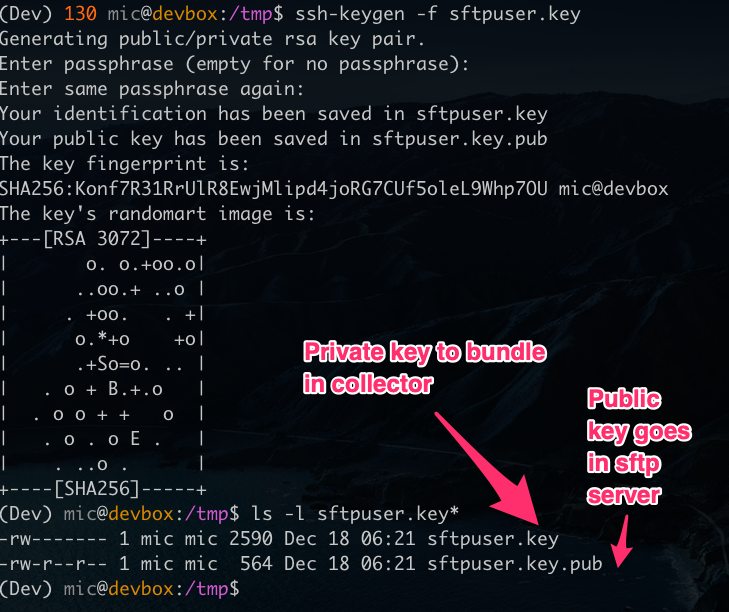 (Dev) 130 mic@devbox:/tmp$ ssh-keygen -f sftpuser.key
Generating public/private rsa key pair.
Enter passphrase (empty for no passphrase):
Enter same passphrase again:
Your identification has been saved in sftpuser.key
Your public key has been saved in sftpuser.key.pub
The key fingerprint is:
SHA256:Konf7R31RrUlR8EwjMlipd4joRG7CUf5oleL9Whp7OU mic@devbox
The key's randomart image is:
+---[RSA 3072]----+
|       o. o.+oo.o|
|      ..oo.+ ..o |
|     . +oo.   . +|
|      o.*+o    +o|
|      .+So=o. .. |
|   . o + B.+.o   |
|  . o o + +   o  |
|   . o . o E .   |
|    . ..o .      |
+----[SHA256]-----+
Private key to bundle
in collector
Public
key goes
in sftp
server
(Dev) mic@devbox:/tmp$ ls -l sftpuser.key*
-rw------- 1 mic mic 2590 Dec 18 06:21 sftpuser.key
-rw-r--r-- 1 mic mic  564 Dec 18 06:21 sftpuser.key.pub
(Dev) mic@devbox:/tmp$